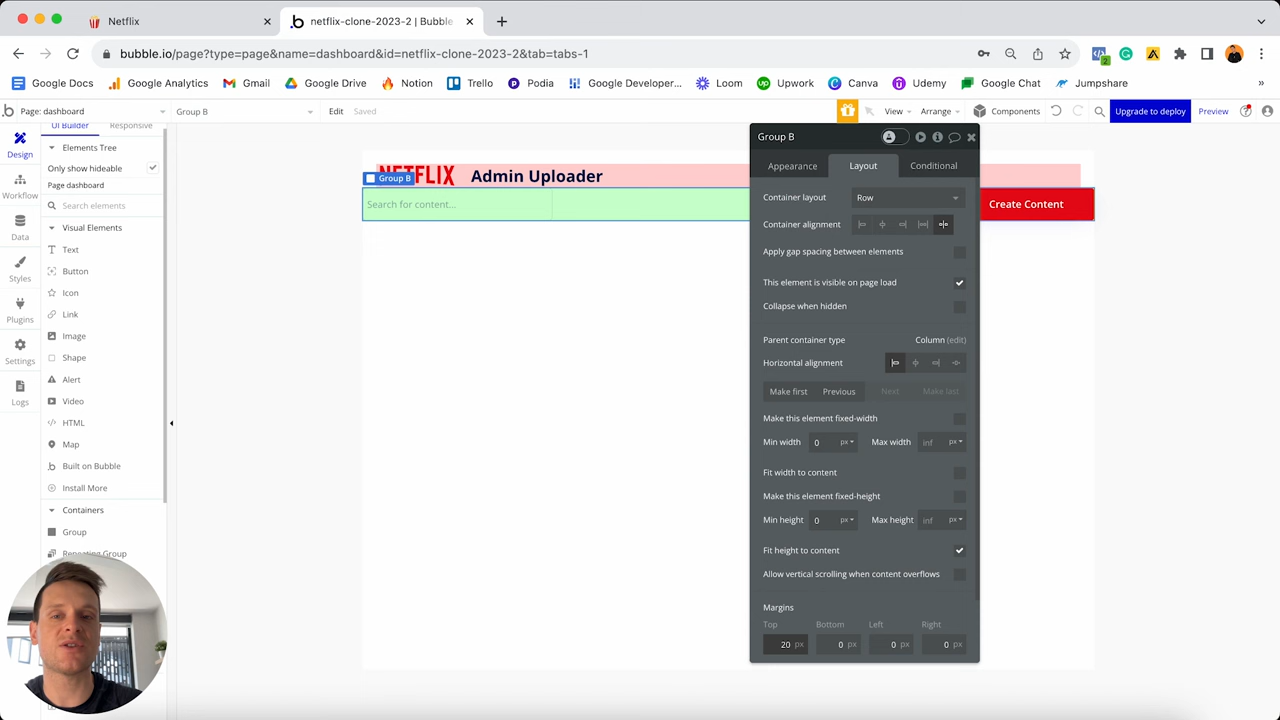 Netflix
netflix-clone-2023-2 | Bubble
bubble.io/page?type=page&name=dashboard&id=netflix-clone-2023-2&tab=tabs-1
2
Google Docs
Google Analytics
Gmail
Google Drive
Notion
Trello
Podia
Google Developer...
Loom
Upwork
Canva
Udemy
Google Chat
Jumpshare
»
Page: dashboard
Group B
Edit
Saved
View
Arrange
Components
Upgrade to deploy
Preview
UI Builder
Responsive
Design
Workflow
Data
Styles
Plugins
Settings
Logs
Elements Tree
Only show hideable
Page dashboard
Search elements
Visual Elements
Text
Button
Icon
Link
Image
Shape
Alert
Video
HTML
Map
Built on Bubble
Install More
Containers
Group
Repeating Group
NETFLIX
Admin Uploader
Group B
Search for content...
Create Content
Group B
Appearance
Layout
Conditional
Container layout
Row
Container alignment
Apply gap spacing between elements
This element is visible on page load
Collapse when hidden
Parent container type
Column (edit)
Horizontal alignment
Make first
Previous
Next
Make last
Make this element fixed-width
Min width
0 px
Max width
inf px
Fit width to content
Make this element fixed-height
Min height
0 px
Max height
inf px
Fit height to content
Allow vertical scrolling when content overflows
Margins
Top
Bottom
Left
Right
20 px
0 px
0 px
0 px